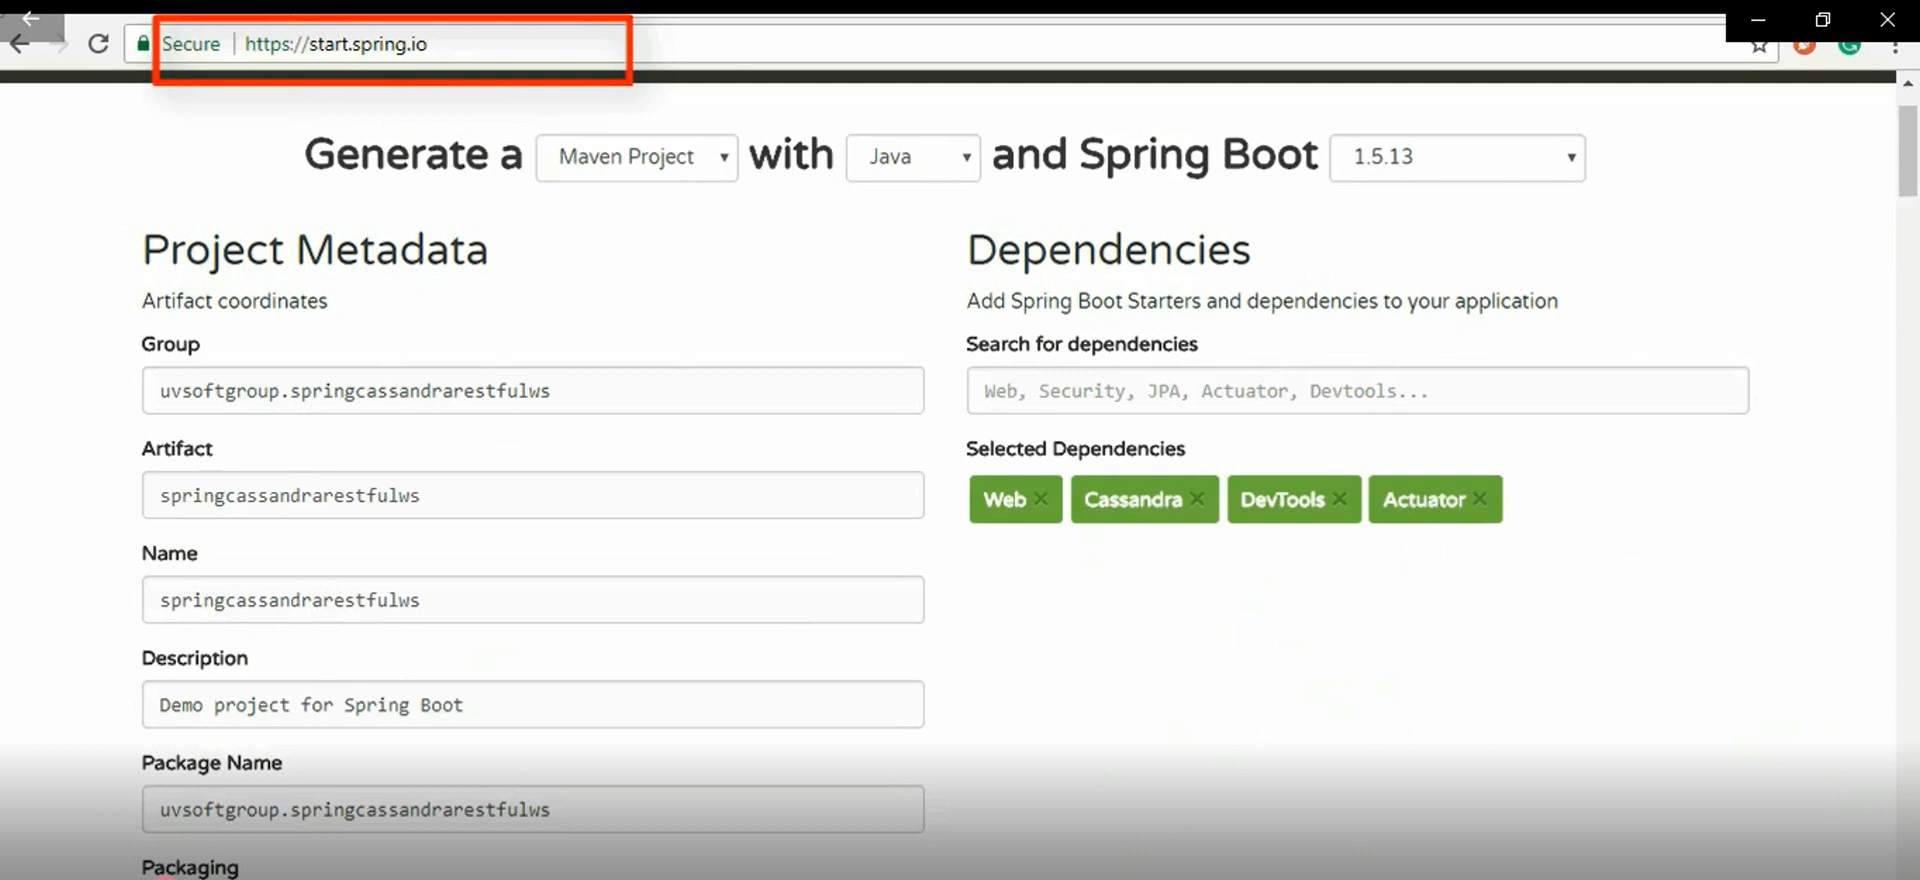 Secure | https://start.spring.io
Generate a Maven Project with Java and Spring Boot 1.5.13
Project Metadata
Artifact coordinates
Group
uvsoftgroup.springcassandrarestfulws
Artifact
springcassandrarestfulws
Name
springcassandrarestfulws
Description
Demo project for Spring Boot
Package Name
uvsoftgroup.springcassandrarestfulws
Packaging
Dependencies
Add Spring Boot Starters and dependencies to your application
Search for dependencies
Web, Security, JPA, Actuator, Devtools...
Selected Dependencies
Web × Cassandra × DevTools × Actuator ×